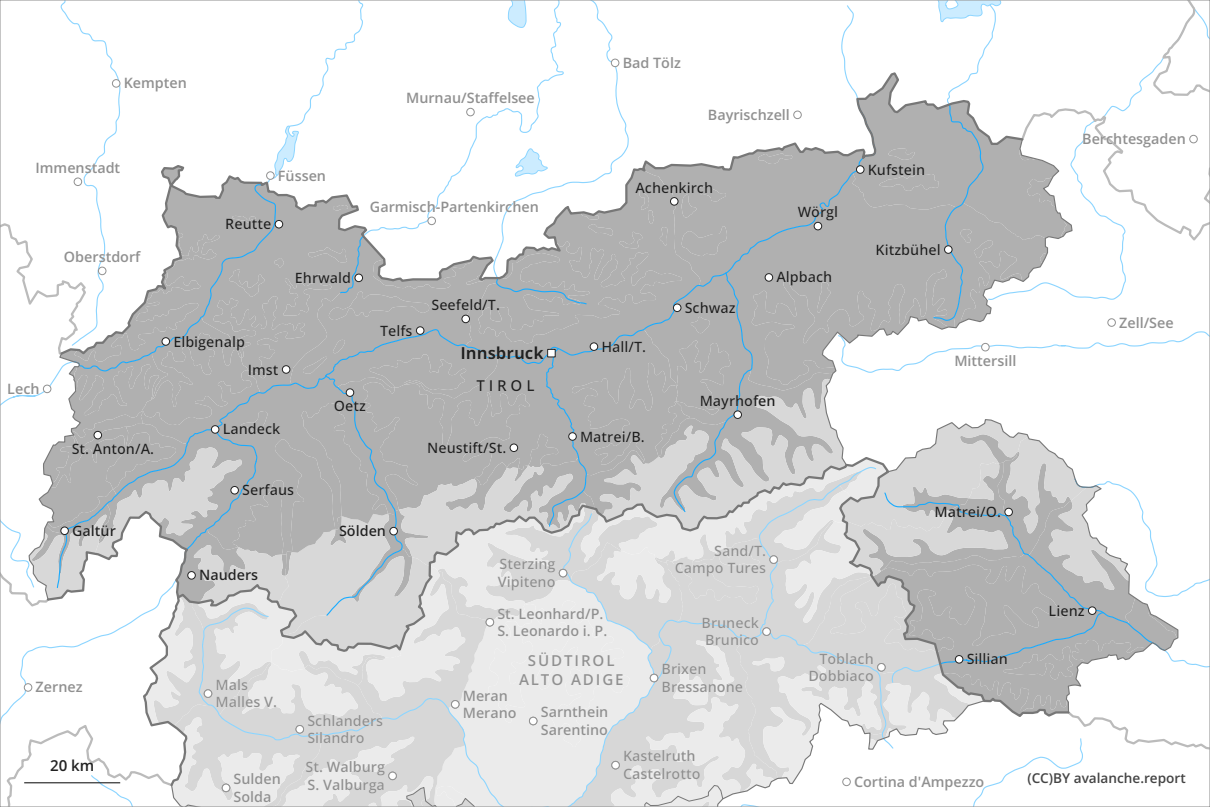 Kempten
Bad Tölz
Murnau/Staffelsee
Bayrischzell
Berchtesgaden
Immenstadt
Füssen
Kufstein
Achenkirch
Garmisch-Partenkirchen
Wörgl
Reutte
Kitzbühel
Oberstdorf
Ehrwald
Alpbach
Seefeld/T.
Schwaz
Zell/See
Telfs
Elbigenalp
Hall/T.
Innsbruck
Mittersill
Imst
TIROL
Lech
Oetz
Mayrhofen
Landeck
Matrei/B.
St. Anton/A.
Neustift/St.
Serfaus
Matrei/O.
Galtür
Sölden
Sand/T.
Campo Tures
Sterzing
Vipiteno
Nauders
Lienz
St. Leonhard/P.
S. Leonardo i. P.
Bruneck
Brunico
SÜDTIROL
ALTO ADIGE
Toblach
Dobbiaco
Sillian
Brixen
Bressanone
Zernez
Mals
Malles V.
Meran
Merano
Sarnthein
Sarentino
Schlanders
Silandro
Kastelruth
Castelrotto
St. Walburg
S. Valburga
20 km
Sulden
Solda
Cortina d'Ampezzo
(CC)BY avalanche.report